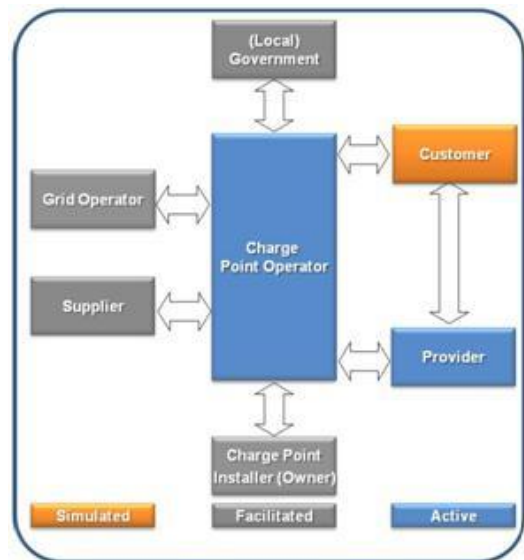 (Local)
Government
Customer
Grid Operator
Charge
Point Operator
Supplier
Provider
Charge Point
Installer (Owner)
Simulated
Facilitated
Active